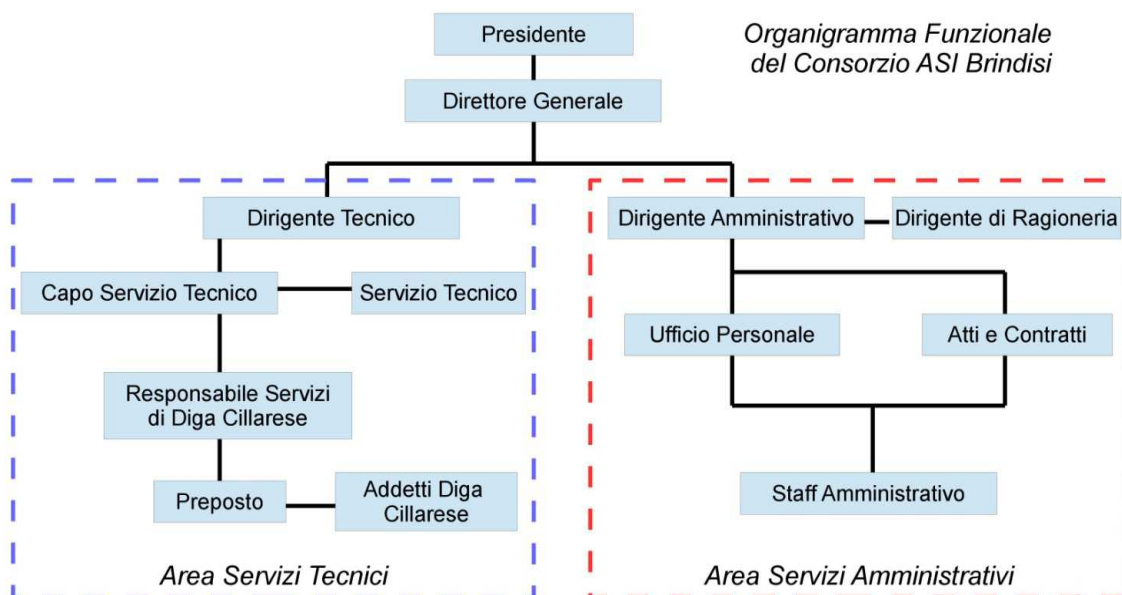 Presidente
Organigramma Funzionale
del Consorzio ASI Brindisi
Direttore Generale
Dirigente Tecnico
Dirigente Amministrativo
Dirigente di Ragioneria
Capo Servizio Tecnico
Servizio Tecnico
Ufficio Personale
Atti e Contratti
Responsabile Servizi
di Diga Cillarese
Preposto
Addetti Diga
Cillarese
Staff Amministrativo
Area Servizi Tecnici
Area Servizi Amministrativi